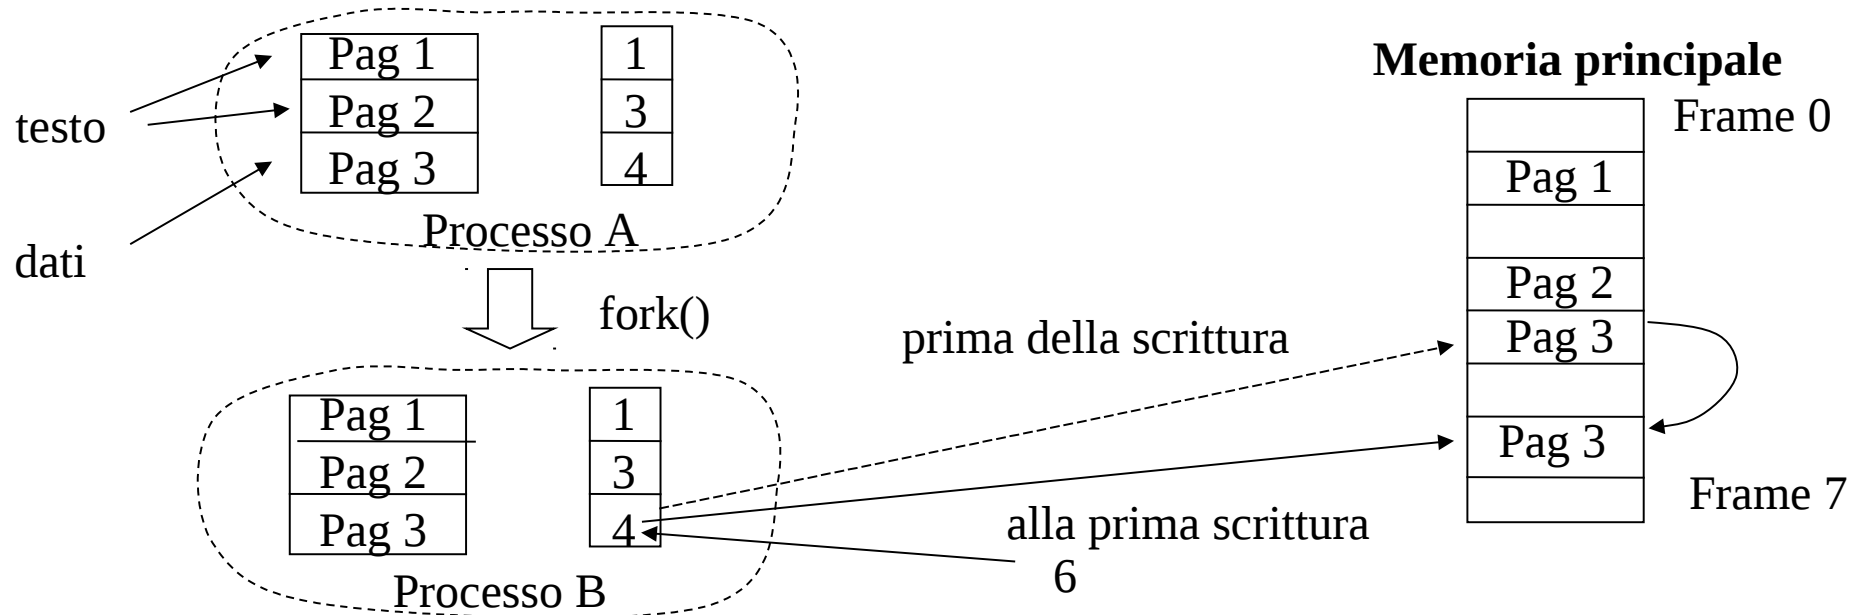 Pag 1
Pag 2
Pag 3
1
3
4
testo
dati
Processo A
fork()
Pag 1
Pag 2
Pag 3
1
3
4
Processo B
prima della scrittura
alla prima scrittura
6
Memoria principale
Frame 0
Pag 1
Pag 2
Pag 3
Pag 3
Frame 7